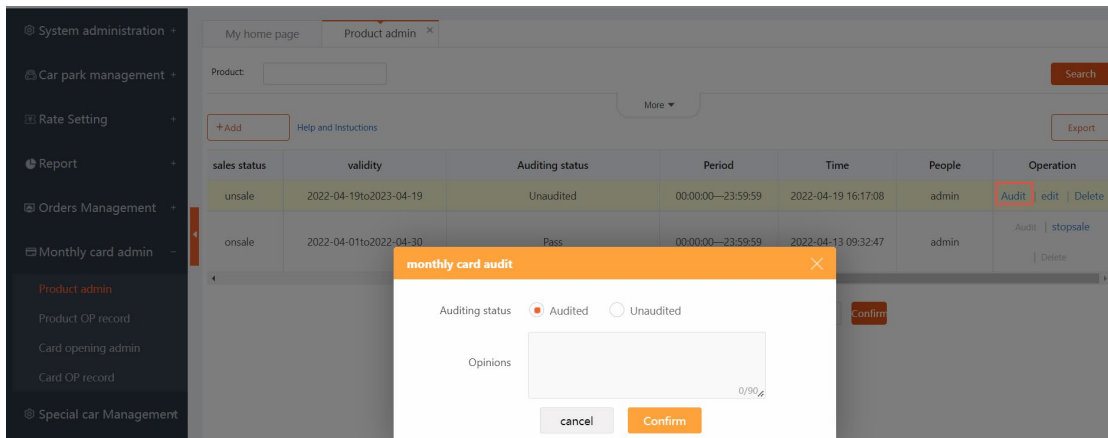 System administration +
My home page
Product admin ×
Car park management +
Product:
Search
More ▼
Rate Setting +
+Add
Help and Instuctions
Export
Report +
sales status validity Auditing status Period Time People Operation
unsale 2022-04-19to2023-04-19 Unaudited 00:00:00—23:59:59 2022-04-19 16:17:08 admin Audit | edit | Delete
Orders Management +
onsale 2022-04-01to2022-04-30 Pass 00:00:00—23:59:59 2022-04-13 09:32:47 admin Audit | stopsale
| Delete
Monthly card admin −
monthly card audit
Product admin
Product OP record
Card opening admin
Card OP record
Special car Management
Auditing status Audited Unaudited
Confirm
Opinions
0/90
cancel Confirm